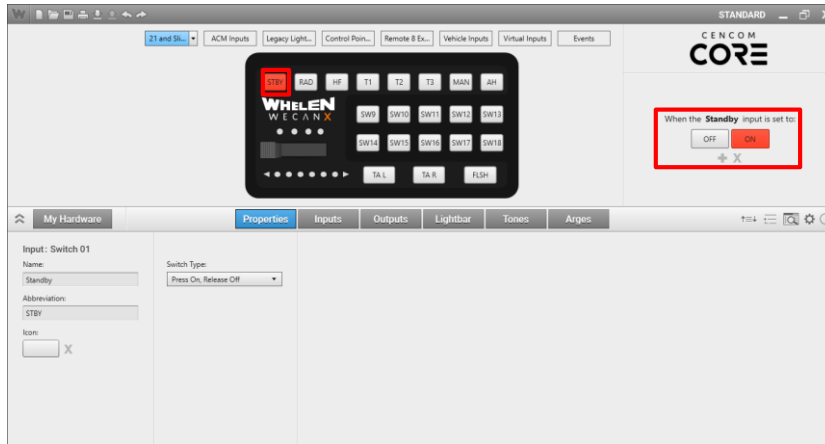 STANDARD
21 and Sli...
ACM Inputs
Legacy Light...
Control Poin...
Remote 8 Ex...
Vehicle Inputs
Virtual Inputs
Events
CENCOM
CORE
STBY RAD HF T1 T2 T3 MAN AH
WHELEN
WECANX
SW9 SW10 SW11 SW12 SW13
SW14 SW15 SW16 SW17 SW18
TA L TA R FLSH
When the Standby input is set to:
OFF ON
+ X
My Hardware
Properties Inputs Outputs Lightbar Tones Arges
Input: Switch 01
Name:
Standby
Abbreviation:
STBY
Icon:
X
Switch Type:
Press On, Release Off